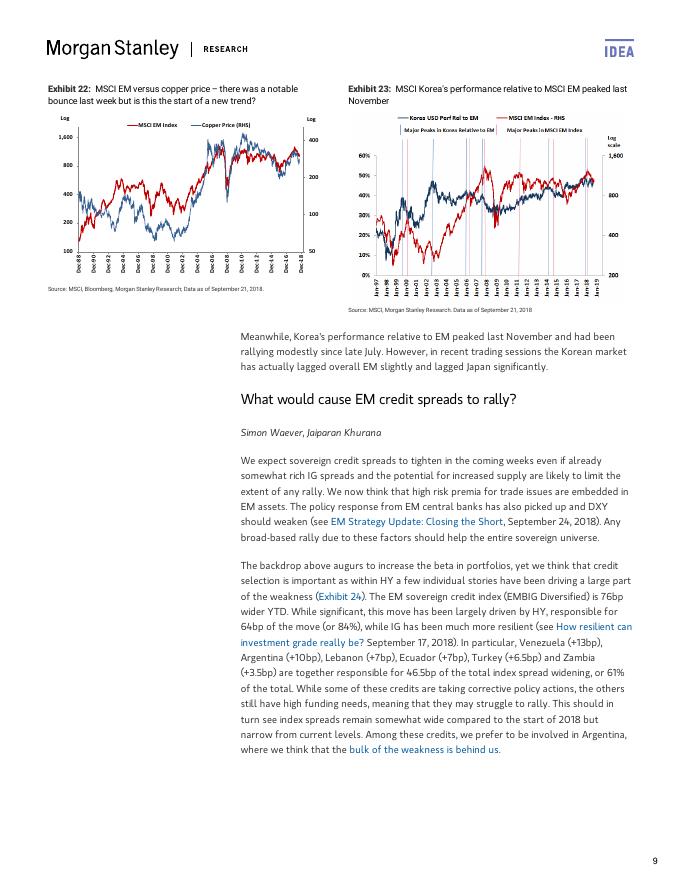 Morgan Stanley | RESEARCH
IDEA
Exhibit 22: MSCI EM versus copper price – there was a notable
bounce last week but is this the start of a new trend?
Log
MSCI EM Index
Copper Price (RHS)
Log
1,600
800
400
200
100
400
200
100
50
Dec-88
Dec-90
Dec-92
Dec-94
Dec-96
Dec-98
Dec-00
Dec-02
Dec-04
Dec-06
Dec-08
Dec-10
Dec-12
Dec-14
Dec-16
Dec-18
Source: MSCI, Bloomberg, Morgan Stanley Research; Data as of September 21, 2018.
Exhibit 23: MSCI Korea's performance relative to MSCI EM peaked last
November
Korea USD Perf Rel to EM
MSCI EM Index - RHS
Major Peaks in Korea Relative to EM
Major Peaks in MSCI EM Index
Log
scale
60%
50%
40%
30%
20%
10%
0%
1,600
800
400
200
Jan-97
Jan-98
Jan-99
Jan-00
Jan-01
Jan-02
Jan-03
Jan-04
Jan-05
Jan-06
Jan-07
Jan-08
Jan-09
Jan-10
Jan-11
Jan-12
Jan-13
Jan-14
Jan-15
Jan-16
Jan-17
Jan-18
Jan-19
Source: MSCI, Morgan Stanley Research. Data as of September 21, 2018
Meanwhile, Korea's performance relative to EM peaked last November and had been
rallying modestly since late July. However, in recent trading sessions the Korean market
has actually lagged overall EM slightly and lagged Japan significantly.
What would cause EM credit spreads to rally?
Simon Waever, Jaiparan Khurana
We expect sovereign credit spreads to tighten in the coming weeks even if already
somewhat rich IG spreads and the potential for increased supply are likely to limit the
extent of any rally. We now think that high risk premia for trade issues are embedded in
EM assets. The policy response from EM central banks has also picked up and DXY
should weaken (see EM Strategy Update: Closing the Short, September 24, 2018). Any
broad-based rally due to these factors should help the entire sovereign universe.
The backdrop above augurs to increase the beta in portfolios, yet we think that credit
selection is important as within HY a few individual stories have been driving a large part
of the weakness (Exhibit 24). The EM sovereign credit index (EMBIG Diversified) is 76bp
wider YTD. While significant, this move has been largely driven by HY, responsible for
64bp of the move (or 84%), while IG has been much more resilient (see How resilient can
investment grade really be? September 17, 2018). In particular, Venezuela (+13bp),
Argentina (+10bp), Lebanon (+7bp), Ecuador (+7bp), Turkey (+6.5bp) and Zambia
(+3.5bp) are together responsible for 46.5bp of the total index spread widening, or 61%
of the total. While some of these credits are taking corrective policy actions, the others
still have high funding needs, meaning that they may struggle to rally. This should in
turn see index spreads remain somewhat wide compared to the start of 2018 but
narrow from current levels. Among these credits, we prefer to be involved in Argentina,
where we think that the bulk of the weakness is behind us.
9